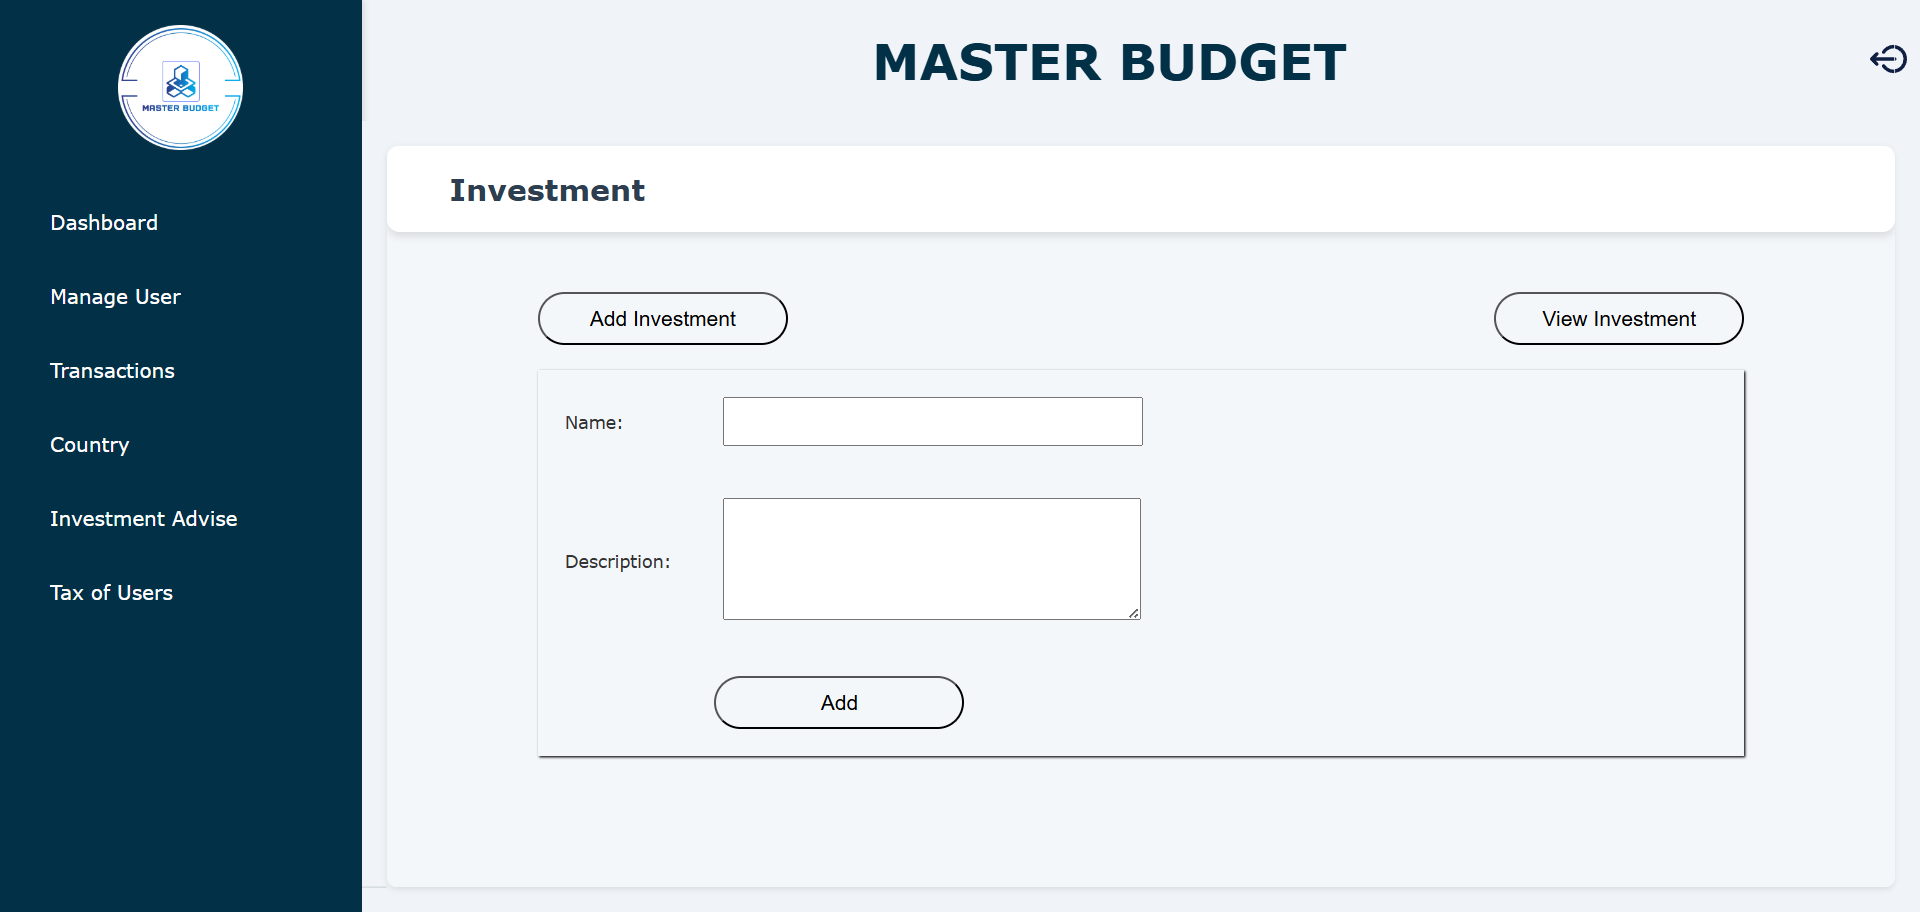 MASTER BUDGET
Dashboard
Manage User
Transactions
Country
Investment Advise
Tax of Users
MASTER BUDGET
Investment
Add Investment
View Investment
Name:
Description:
Add